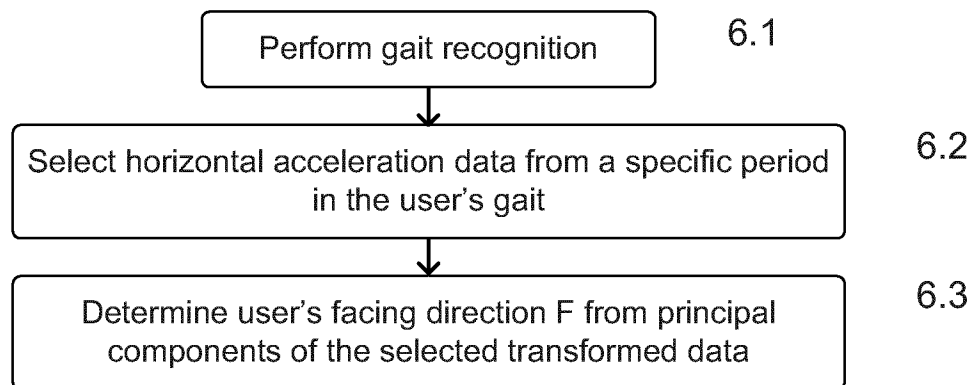 Perform gait recognition
6.1
Select horizontal acceleration data from a specific period
in the user's gait
6.2
Determine user's facing direction F from principal
components of the selected transformed data
6.3